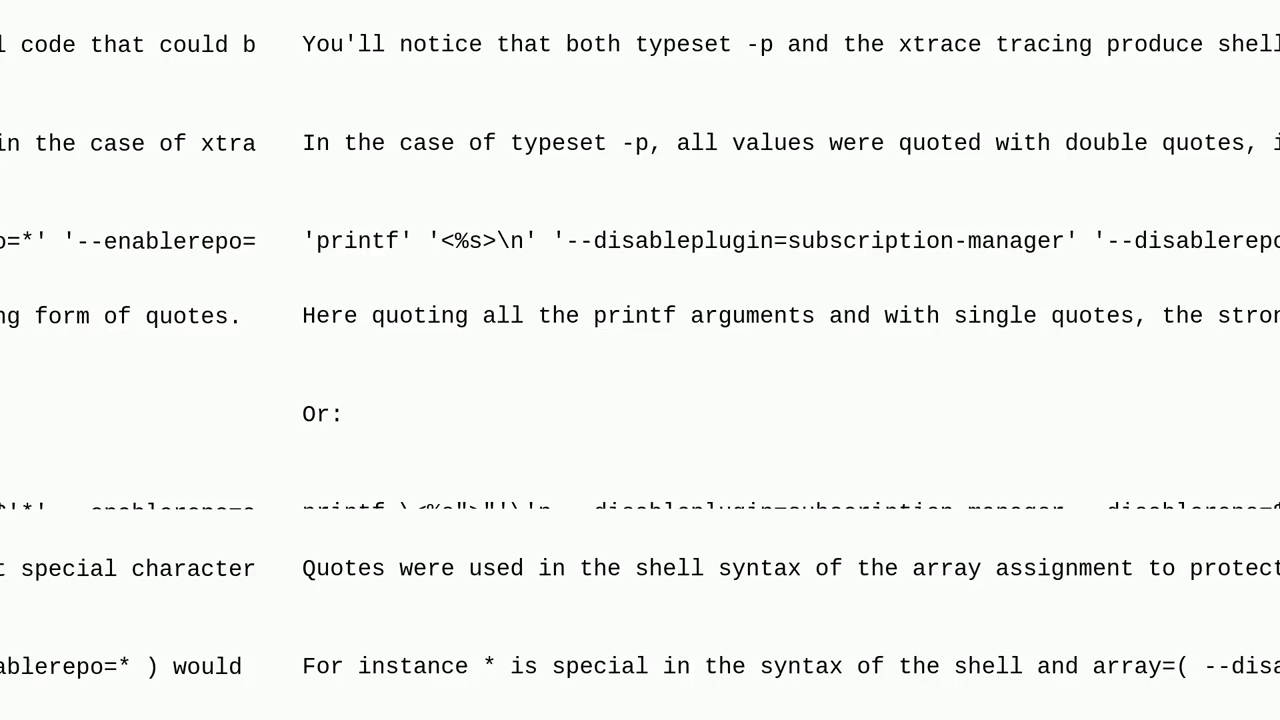 code that could b You'll notice that both typeset -p and the xtrace tracing produce shell
in the case of xtra In the case of typeset -p, all values were quoted with double quotes, i
o=*' '--enablerepo= 'printf' '<%s>\n' '--disableplugin=subscription-manager' '--disablerepo
ng form of quotes. Here quoting all the printf arguments and with single quotes, the stron
Or:
t special character Quotes were used in the shell syntax of the array assignment to protect
ablerepo=* ) would For instance * is special in the syntax of the shell and array=( --disa